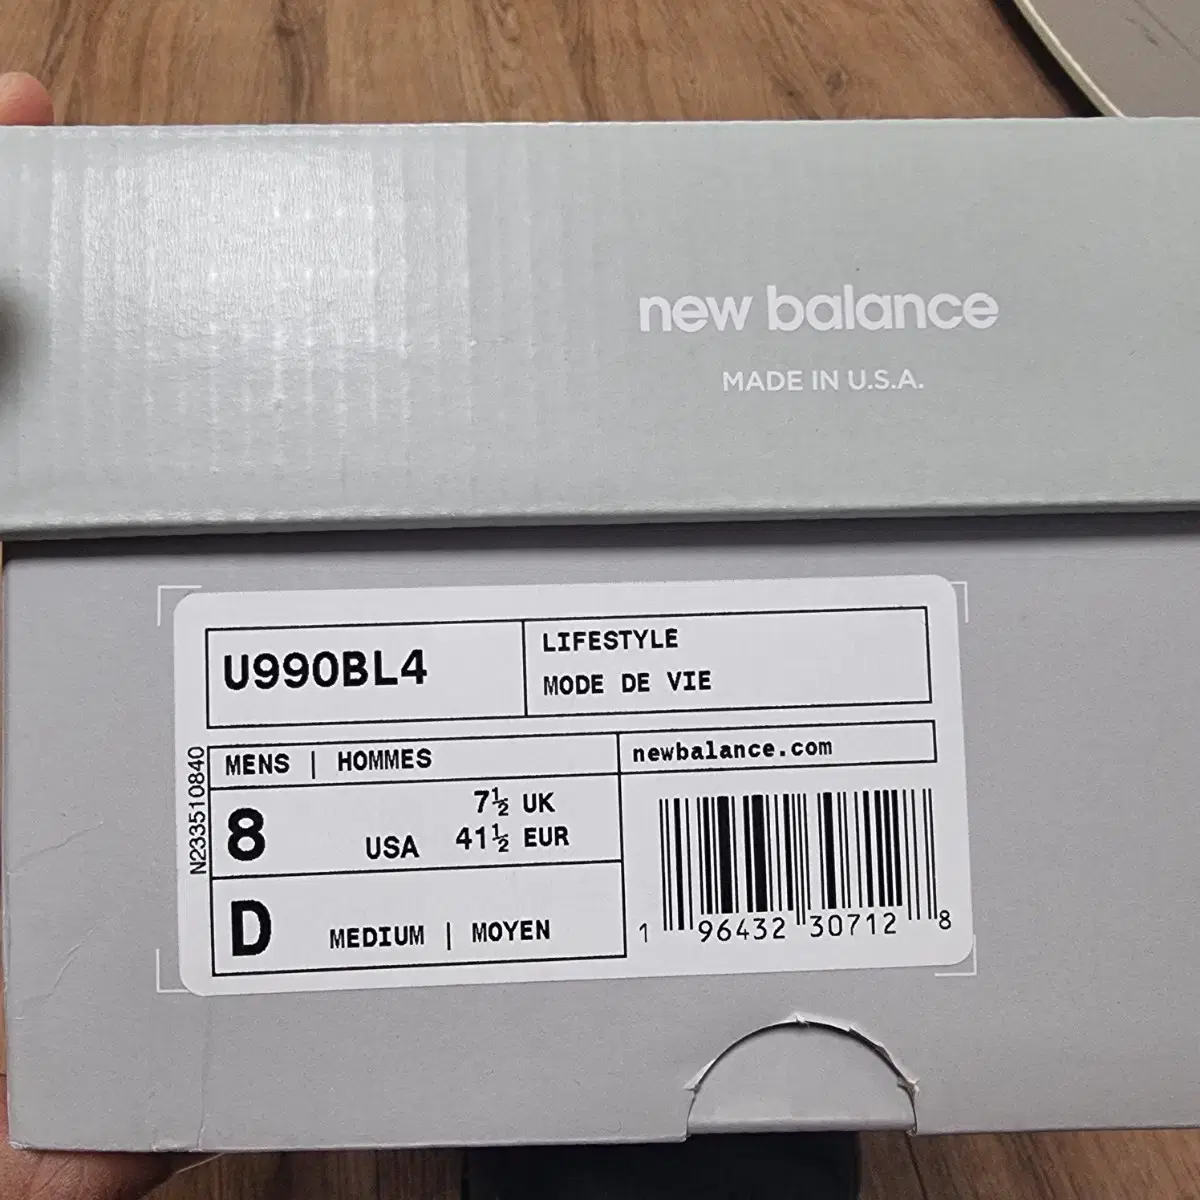 new balance
MADE IN U.S.A.
U990BL4
LIFESTYLE
MODE DE VIE
N233510840
MENS | HOMMES
newbalance.com
8 USA
7½ UK
41½ EUR
D MEDIUM | MOYEN
1 96432 30712 8